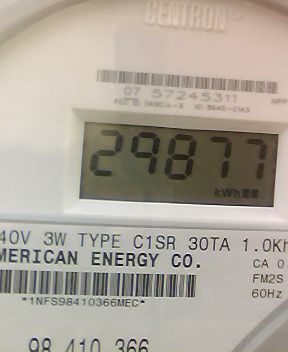 CENTRON®
07 57245311
29877
kWh
40V 3W TYPE C1SR 30TA 1.0Kh
MERICAN ENERGY CO.
CA 0
FM2S
60Hz
*1NFS98410366MEC*
98 410 366